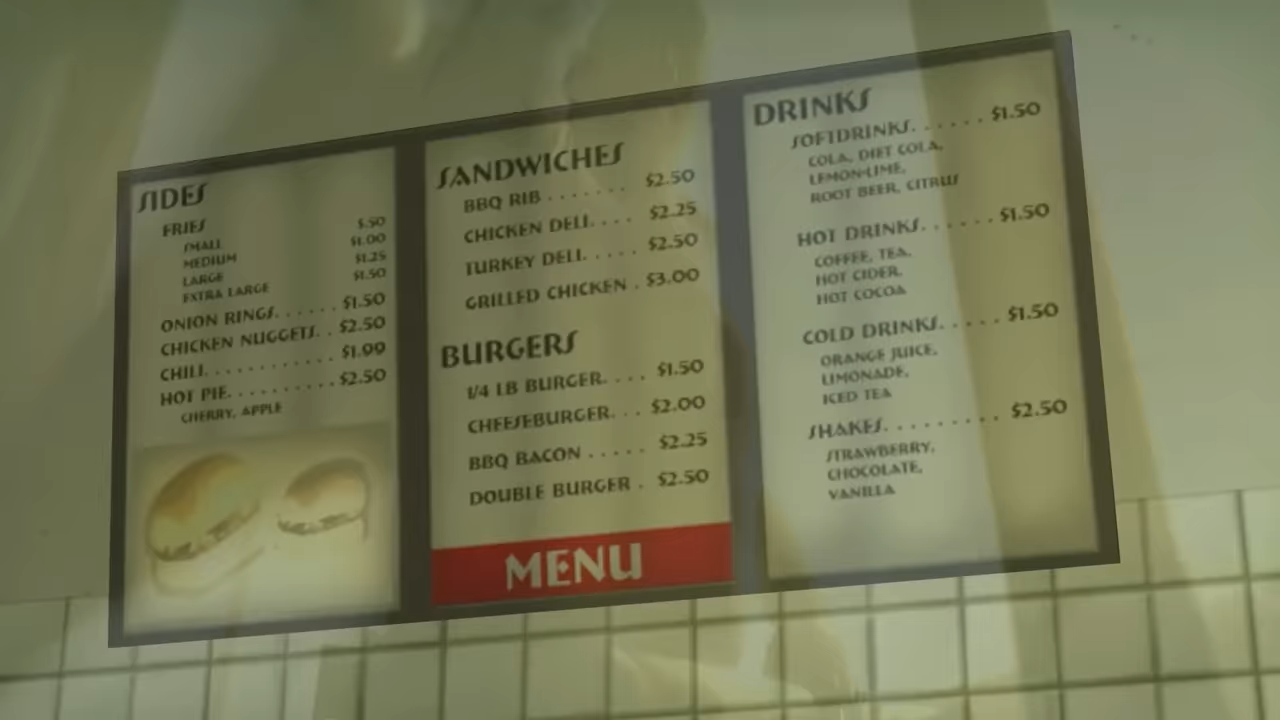 SIDES
FRIES
SMALL $.50
MEDIUM $1.00
LARGE $1.25
EXTRA LARGE $1.50
ONION RINGS. . . . . . $1.50
CHICKEN NUGGETS. . $2.50
CHILI. . . . . . . . . . . . $1.99
HOT PIE. . . . . . . . . . $2.50
CHERRY, APPLE
SANDWICHES
BBQ RIB . . . . . . . $2.50
CHICKEN DELI. . . . $2.25
TURKEY DELI. . . . . $2.50
GRILLED CHICKEN . $3.00
BURGERS
1/4 LB BURGER. . . . $1.50
CHEESEBURGER. . . $2.00
BBQ BACON . . . . . $2.25
DOUBLE BURGER . $2.50
MENU
DRINKS
SOFTDRINKS. . . . . . $1.50
COLA, DIET COLA,
LEMON-LIME,
ROOT BEER, CITRUS
HOT DRINKS. . . . . . $1.50
COFFEE, TEA,
HOT CIDER,
HOT COCOA
COLD DRINKS. . . . . $1.50
ORANGE JUICE,
LIMONADE,
ICED TEA
SHAKES. . . . . . . . . $2.50
STRAWBERRY,
CHOCOLATE,
VANILLA